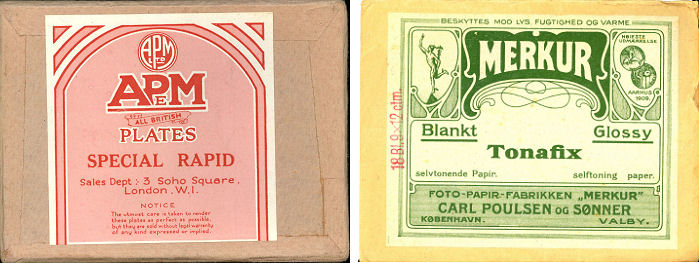 APM
LTD
APeM
ALL BRITISH
PLATES
SPECIAL RAPID
Sales Dept :- 3 Soho Square,
London .W.1.
NOTICE
The utmost care is taken to render
these plates as perfect as possible,
but they are sold without legal warranty
of any kind expressed or implied.
BESKYTTES MOD LYS FUGTIGHED OG VARME.
MERKUR
HØIESTE
UDMÆRKELSE
AARHUS
1909.
18 Bl. 9×12 ctm.
Blankt
Glossy
Tonafix
selvtonende Papir.
selftoning paper.
FOTO-PAPIR-FABRIKKEN „MERKUR"
CARL POULSEN OG SØNNER
KØBENHAVN.
VALBY.